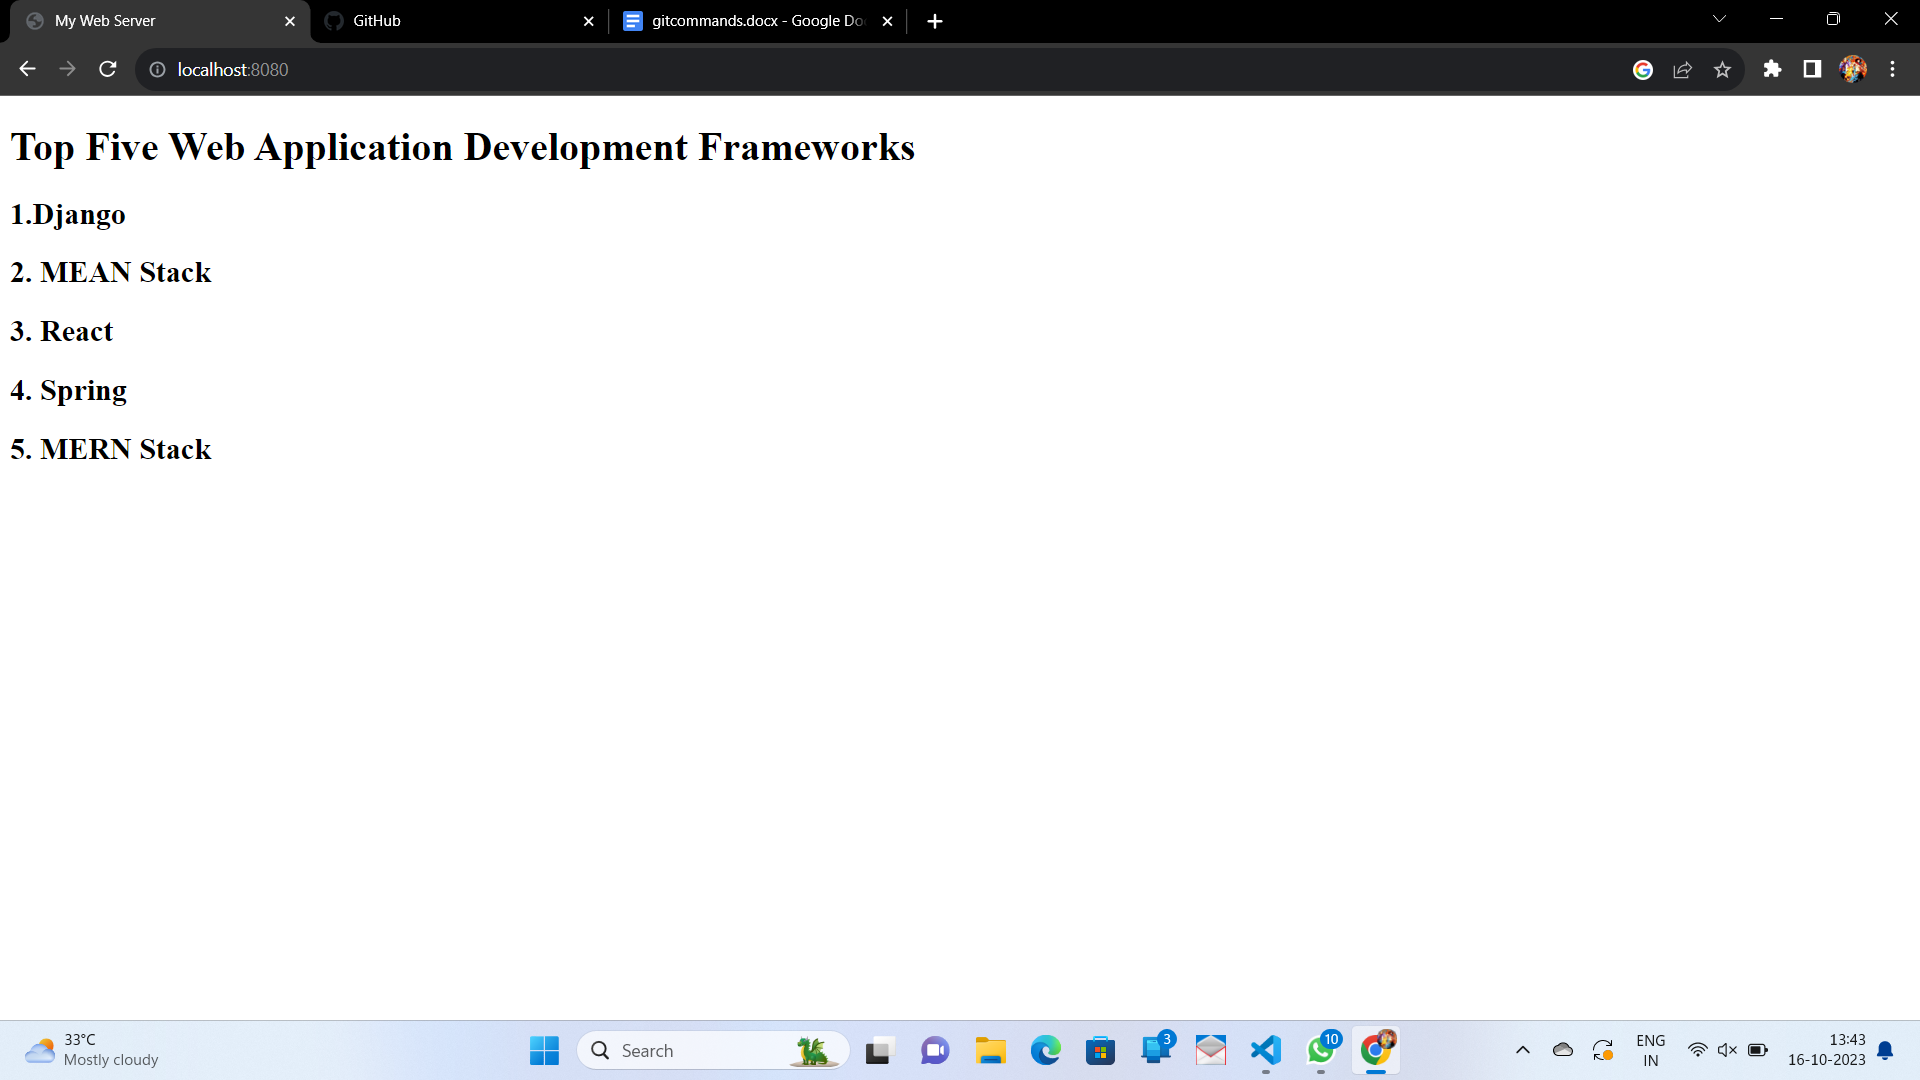 My Web Server
GitHub
gitcommands.docx - Google Do
localhost:8080
Top Five Web Application Development Frameworks
1.Django
2. MEAN Stack
3. React
4. Spring
5. MERN Stack
33°C
Mostly cloudy
Search
3
10
ENG
IN
13:43
16-10-2023